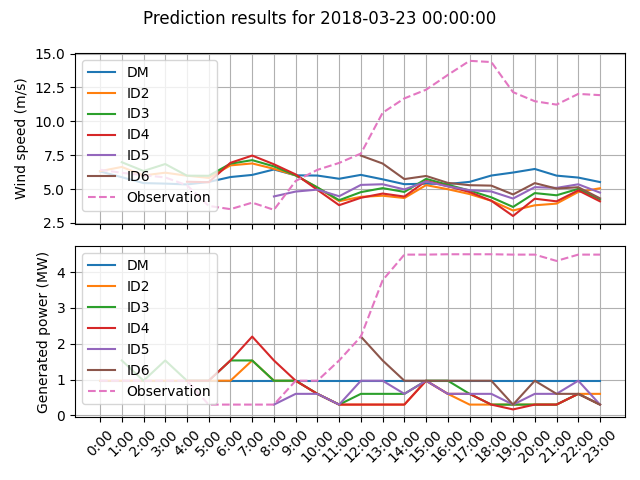 Prediction results for 2018-03-23 00:00:00
Wind speed (m/s)
15.0
12.5
10.0
7.5
5.0
2.5
DM
ID2
ID3
ID4
ID5
ID6
Observation
Generated power (MW)
4
3
2
1
0
DM
ID2
ID3
ID4
ID5
ID6
Observation
0:00 1:00 2:00 3:00 4:00 5:00 6:00 7:00 8:00 9:00 10:00 11:00 12:00 13:00 14:00 15:00 16:00 17:00 18:00 19:00 20:00 21:00 22:00 23:00